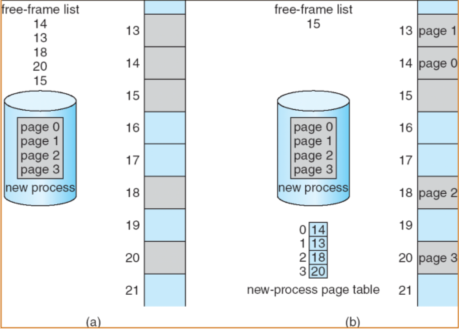 free-frame list
14
13
18
20
15
page 0
page 1
page 2
page 3
new process
13
14
15
16
17
18
19
20
21
(a)
free-frame list
15
page 0
page 1
page 2
page 3
new process
0 14
1 13
2 18
3 20
new-process page table
13 page 1
14 page 0
15
16
17
18 page 2
19
20 page 3
21
(b)